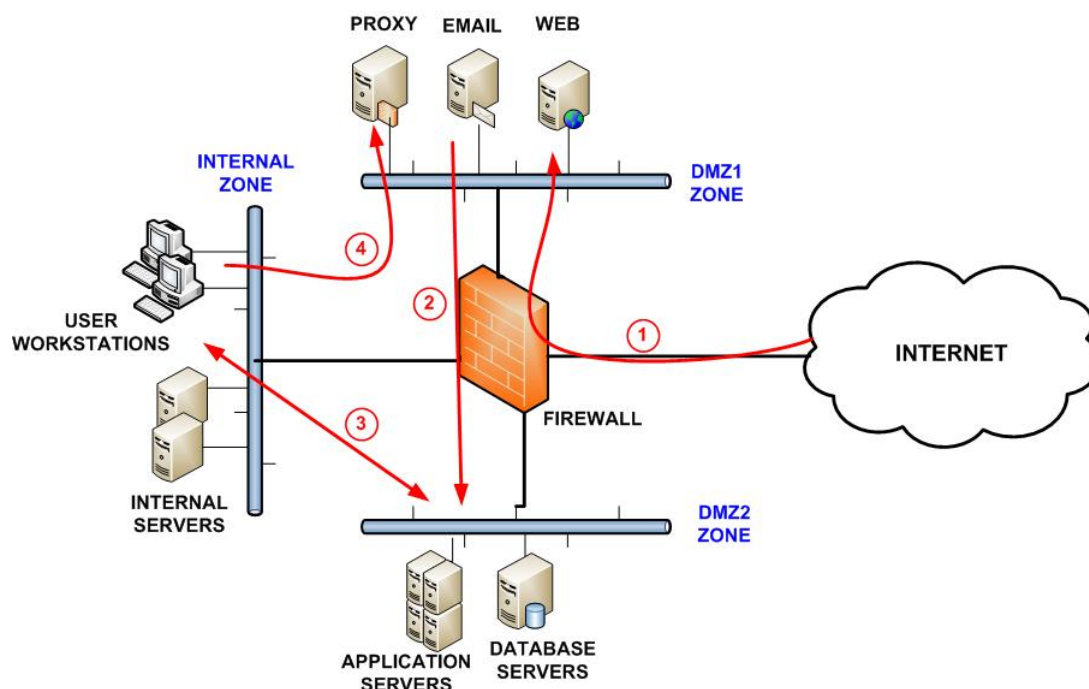 PROXY
EMAIL
WEB
INTERNAL
ZONE
DMZ1
ZONE
4
USER
WORKSTATIONS
2
1
INTERNET
FIREWALL
3
INTERNAL
SERVERS
DMZ2
ZONE
APPLICATION
SERVERS
DATABASE
SERVERS